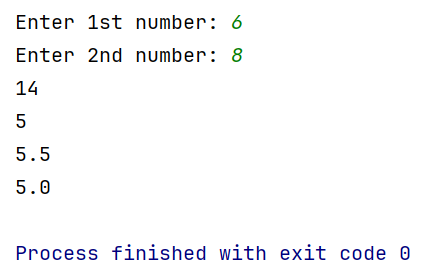 Enter 1st number: 6
Enter 2nd number: 8
14
5
5.5
5.0
Process finished with exit code 0